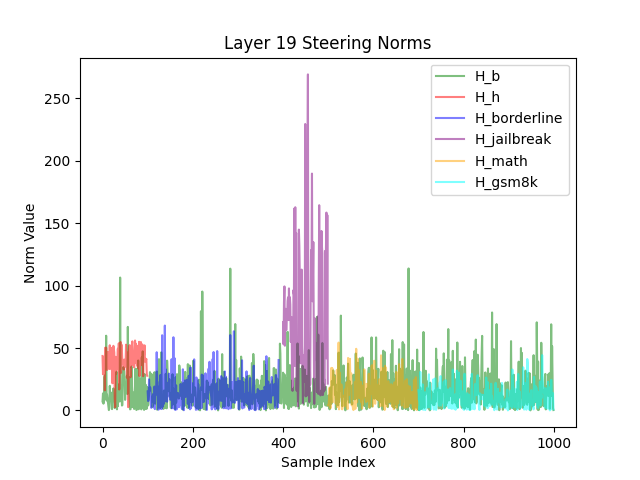 Layer 19 Steering Norms
H_b
H_h
H_borderline
H_jailbreak
H_math
H_gsm8k
Norm Value
250
200
150
100
50
0
0
200
400
600
800
1000
Sample Index